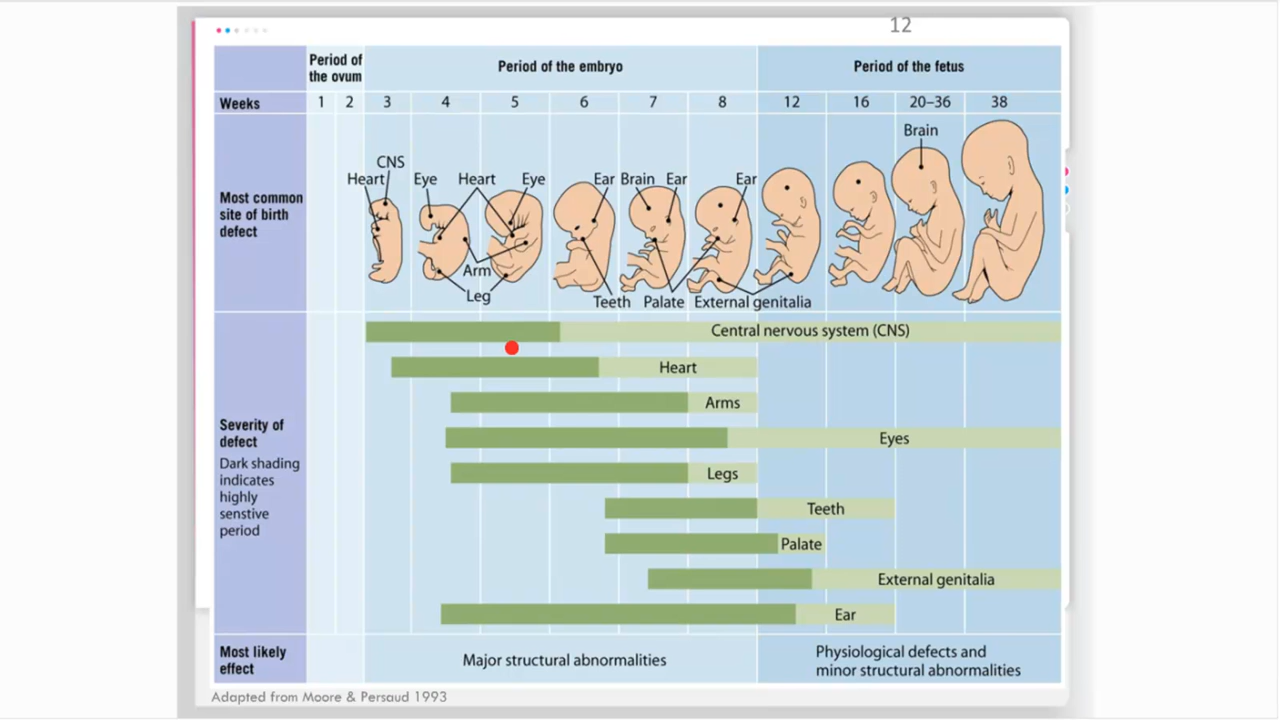 12
Period of
the ovum
Period of the embryo
Period of the fetus
Weeks
1 2 3 4 5 6 7 8 12 16 20–36 38
Most common
site of birth
defect
CNS
Heart Eye Heart Eye Ear Brain Ear Ear Brain
Arm
Leg
Teeth Palate External genitalia
Severity of
defect
Dark shading
indicates
highly
senstive
period
Central nervous system (CNS)
Heart
Arms
Eyes
Legs
Teeth
Palate
External genitalia
Ear
Most likely
effect
Major structural abnormalities
Physiological defects and
minor structural abnormalities
Adapted from Moore & Persaud 1993